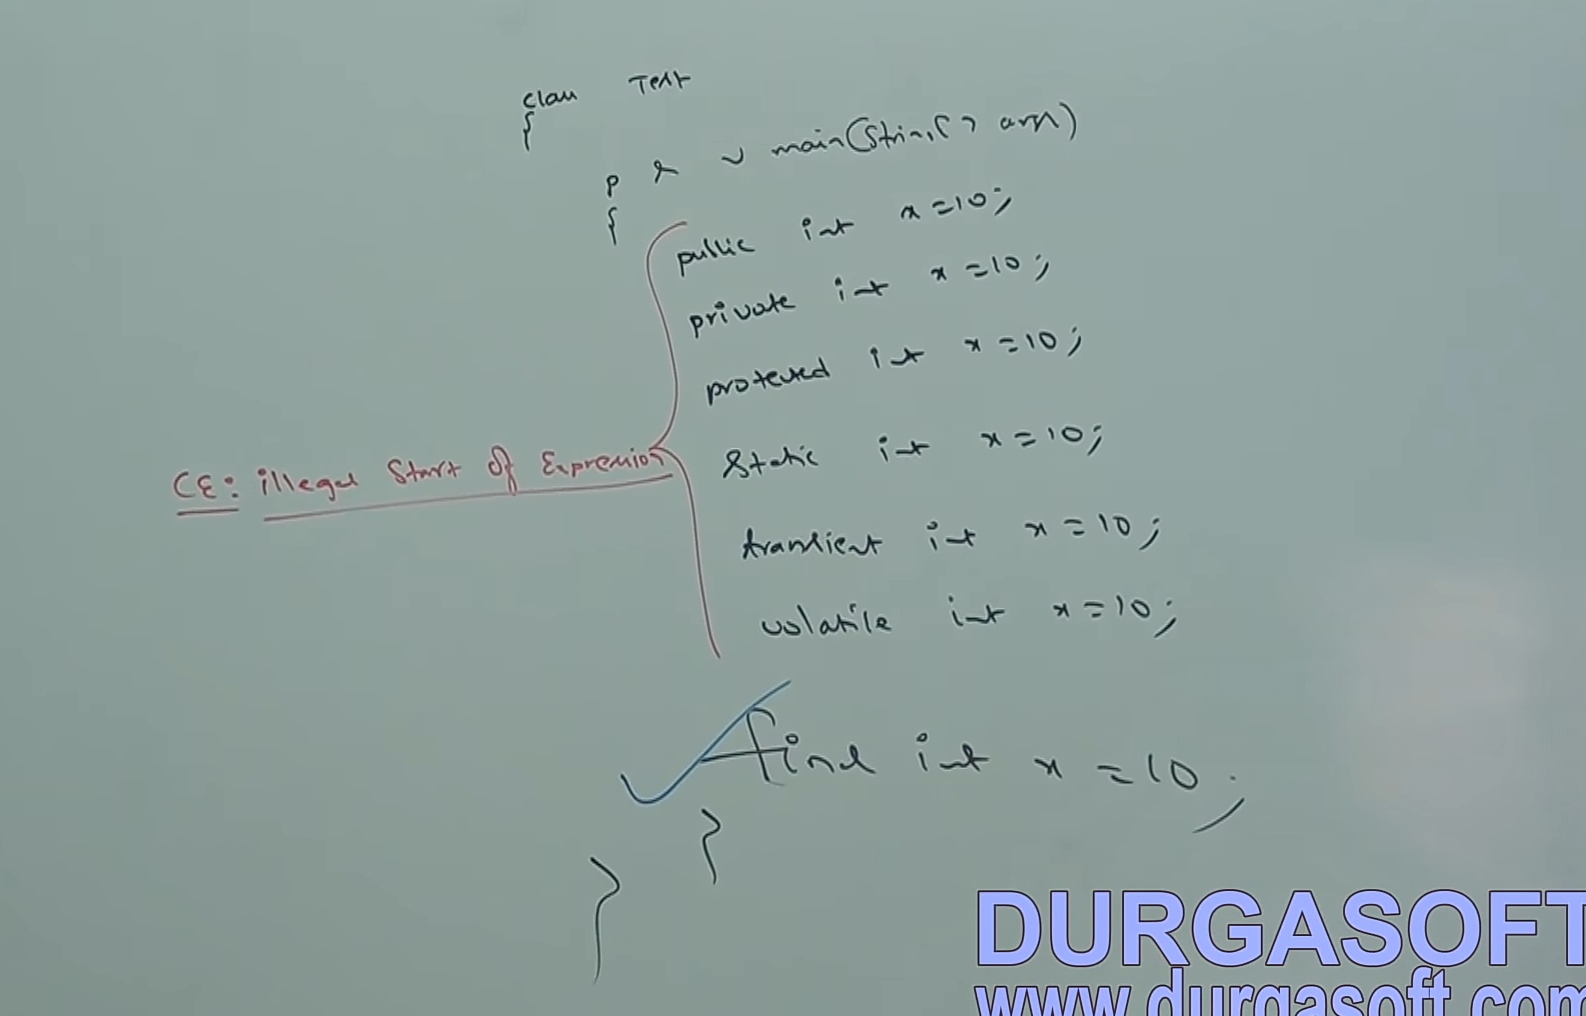 class Test
{
p s v main(String[] args)
{
public int x=10;
private int x=10;
protected int x=10;
static int x=10;
CE: illegal Start of Expression
transient int x=10;
volatile int x=10;
final int x=10;
}
}
DURGASOFT
www.durgasoft.com